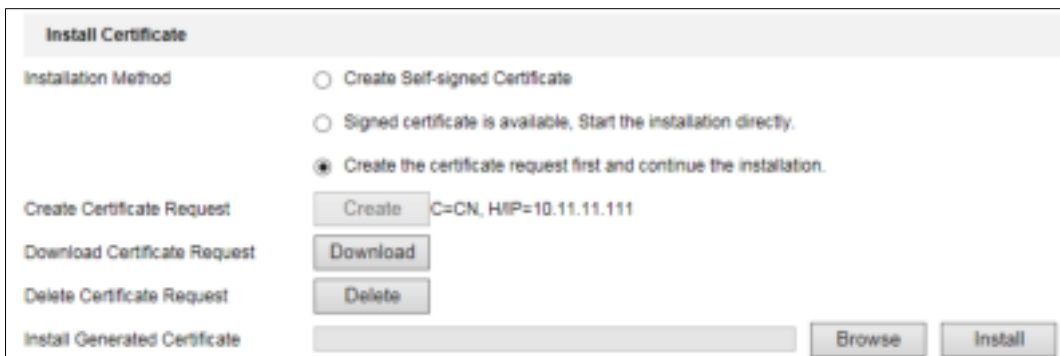 Install Certificate
Installation Method
Create Self-signed Certificate
Signed certificate is available, Start the installation directly.
Create the certificate request first and continue the installation.
Create Certificate Request Create C=CN, H/IP=10.11.11.111
Download Certificate Request Download
Delete Certificate Request Delete
Install Generated Certificate Browse Install